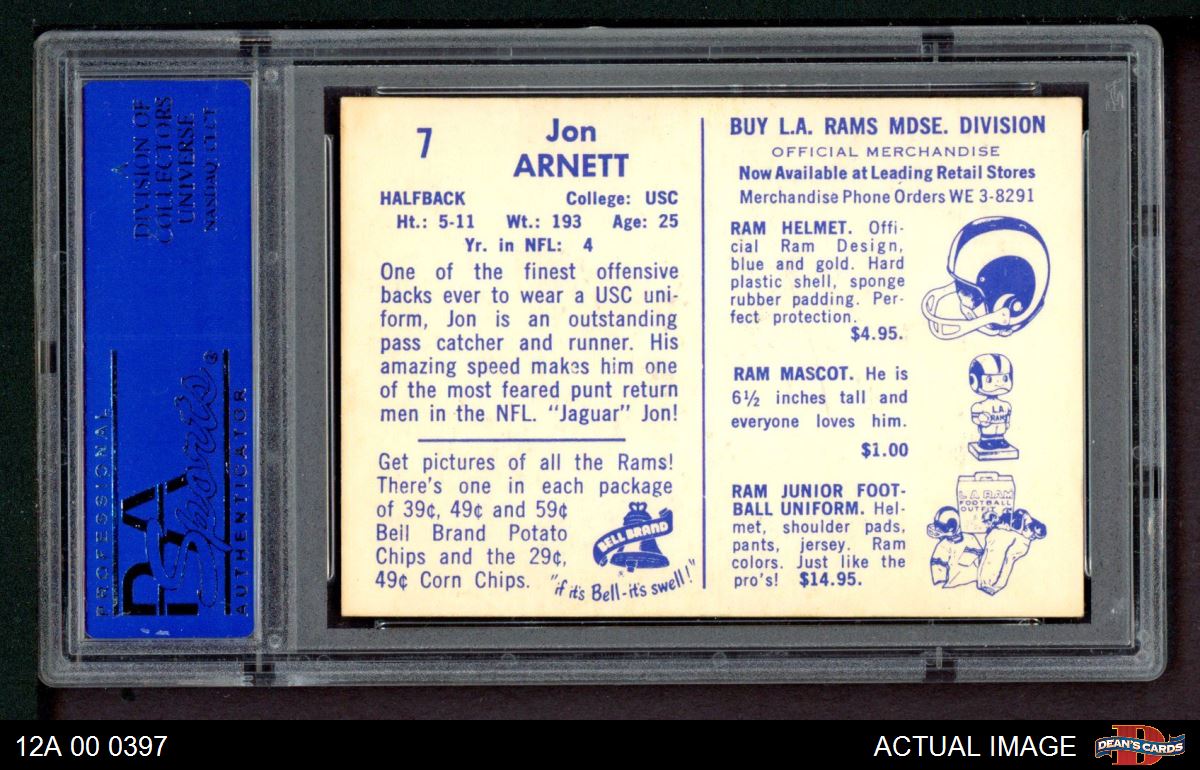 A
DIVISION OF
COLLECTORS
UNIVERSE
NASDAQ: CLCT
PROFESSIONAL
PSA
Sports®
AUTHENTICATOR
7
Jon
ARNETT
HALFBACK College: USC
Ht.: 5-11 Wt.: 193 Age: 25
Yr. in NFL: 4
One of the finest offensive
backs ever to wear a USC uni-
form, Jon is an outstanding
pass catcher and runner. His
amazing speed makes him one
of the most feared punt return
men in the NFL. "Jaguar" Jon!
Get pictures of all the Rams!
There's one in each package
of 39¢, 49¢ and 59¢
Bell Brand Potato
Chips and the 29¢,
49¢ Corn Chips.
BELL BRAND
"if it's Bell-it's swell!"
BUY L.A. RAMS MDSE. DIVISION
OFFICIAL MERCHANDISE
Now Available at Leading Retail Stores
Merchandise Phone Orders WE 3-8291
RAM HELMET. Offi-
cial Ram Design,
blue and gold. Hard
plastic shell, sponge
rubber padding. Per-
fect protection.
$4.95.
RAM MASCOT. He is
6½ inches tall and
everyone loves him.
$1.00
L.A.
RAMS
RAM JUNIOR FOOT-
BALL UNIFORM. Hel-
met, shoulder pads,
pants, jersey. Ram
colors. Just like the
pro's! $14.95.
L.A. RAM
FOOTBALL
OUTFIT
12A 00 0397
ACTUAL IMAGE
D
DEAN'S CARDS